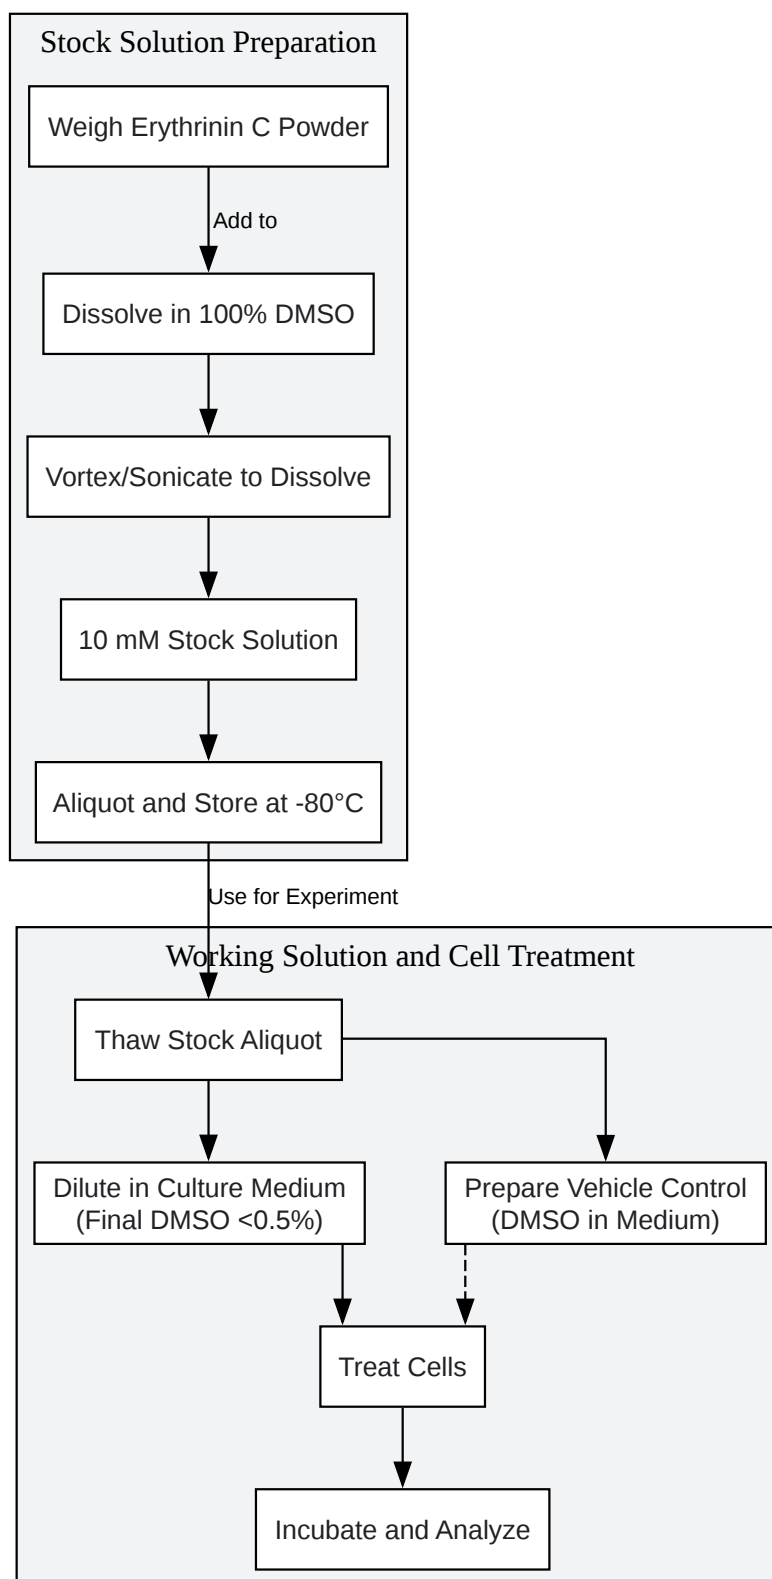 Stock Solution Preparation
Weigh Erythrinin C Powder
Add to
Dissolve in 100% DMSO
Vortex/Sonicate to Dissolve
10 mM Stock Solution
Aliquot and Store at -80°C
Use for Experiment
Working Solution and Cell Treatment
Thaw Stock Aliquot
Dilute in Culture Medium
(Final DMSO <0.5%)
Prepare Vehicle Control
(DMSO in Medium)
Treat Cells
Incubate and Analyze